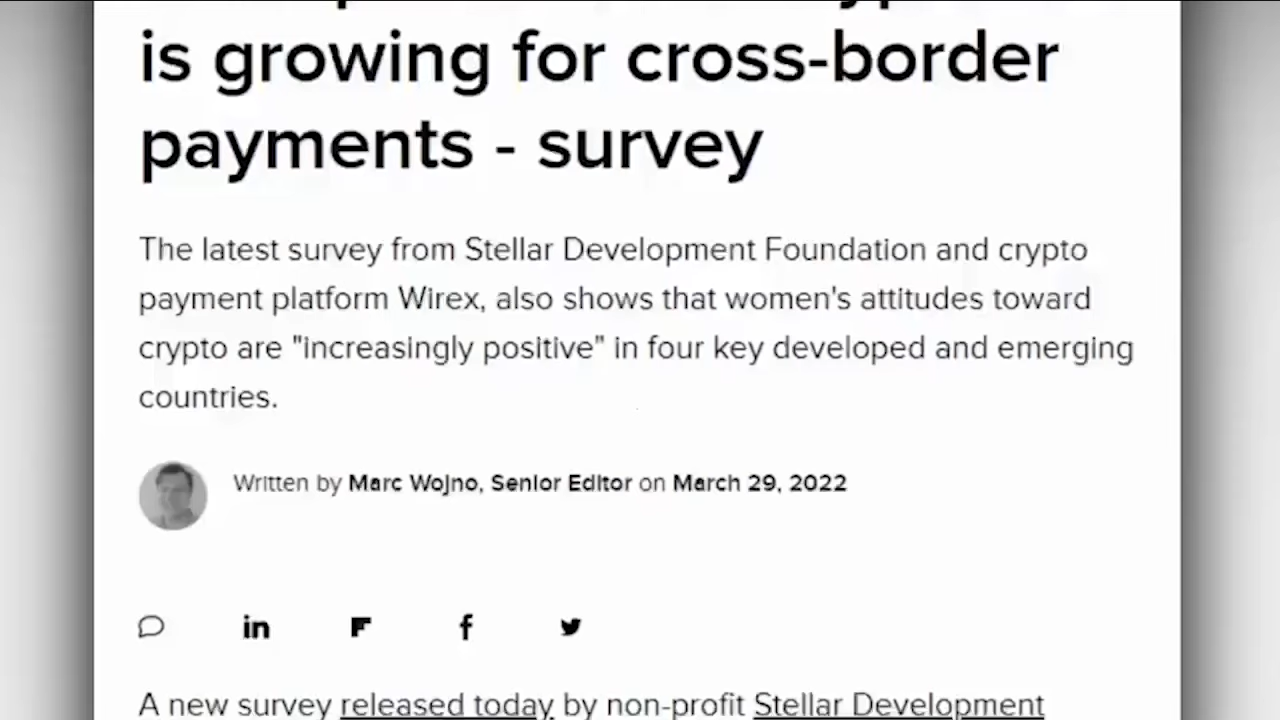 is growing for cross-border
payments - survey
The latest survey from Stellar Development Foundation and crypto
payment platform Wirex, also shows that women's attitudes toward
crypto are "increasingly positive" in four key developed and emerging
countries.
Written by Marc Wojno, Senior Editor on March 29, 2022
in
f
A new survey released today by non-profit Stellar Development